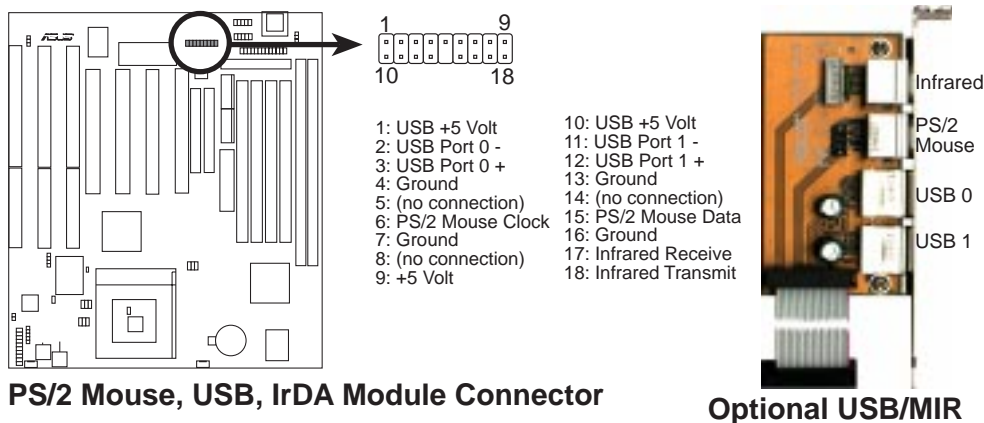 ASUS
1 9
10 18
1: USB +5 Volt
2: USB Port 0 -
3: USB Port 0 +
4: Ground
5: (no connection)
6: PS/2 Mouse Clock
7: Ground
8: (no connection)
9: +5 Volt
10: USB +5 Volt
11: USB Port 1 -
12: USB Port 1 +
13: Ground
14: (no connection)
15: PS/2 Mouse Data
16: Ground
17: Infrared Receive
18: Infrared Transmit
Infrared
PS/2
Mouse
USB 0
USB 1
PS/2 Mouse, USB, IrDA Module Connector
Optional USB/MIR